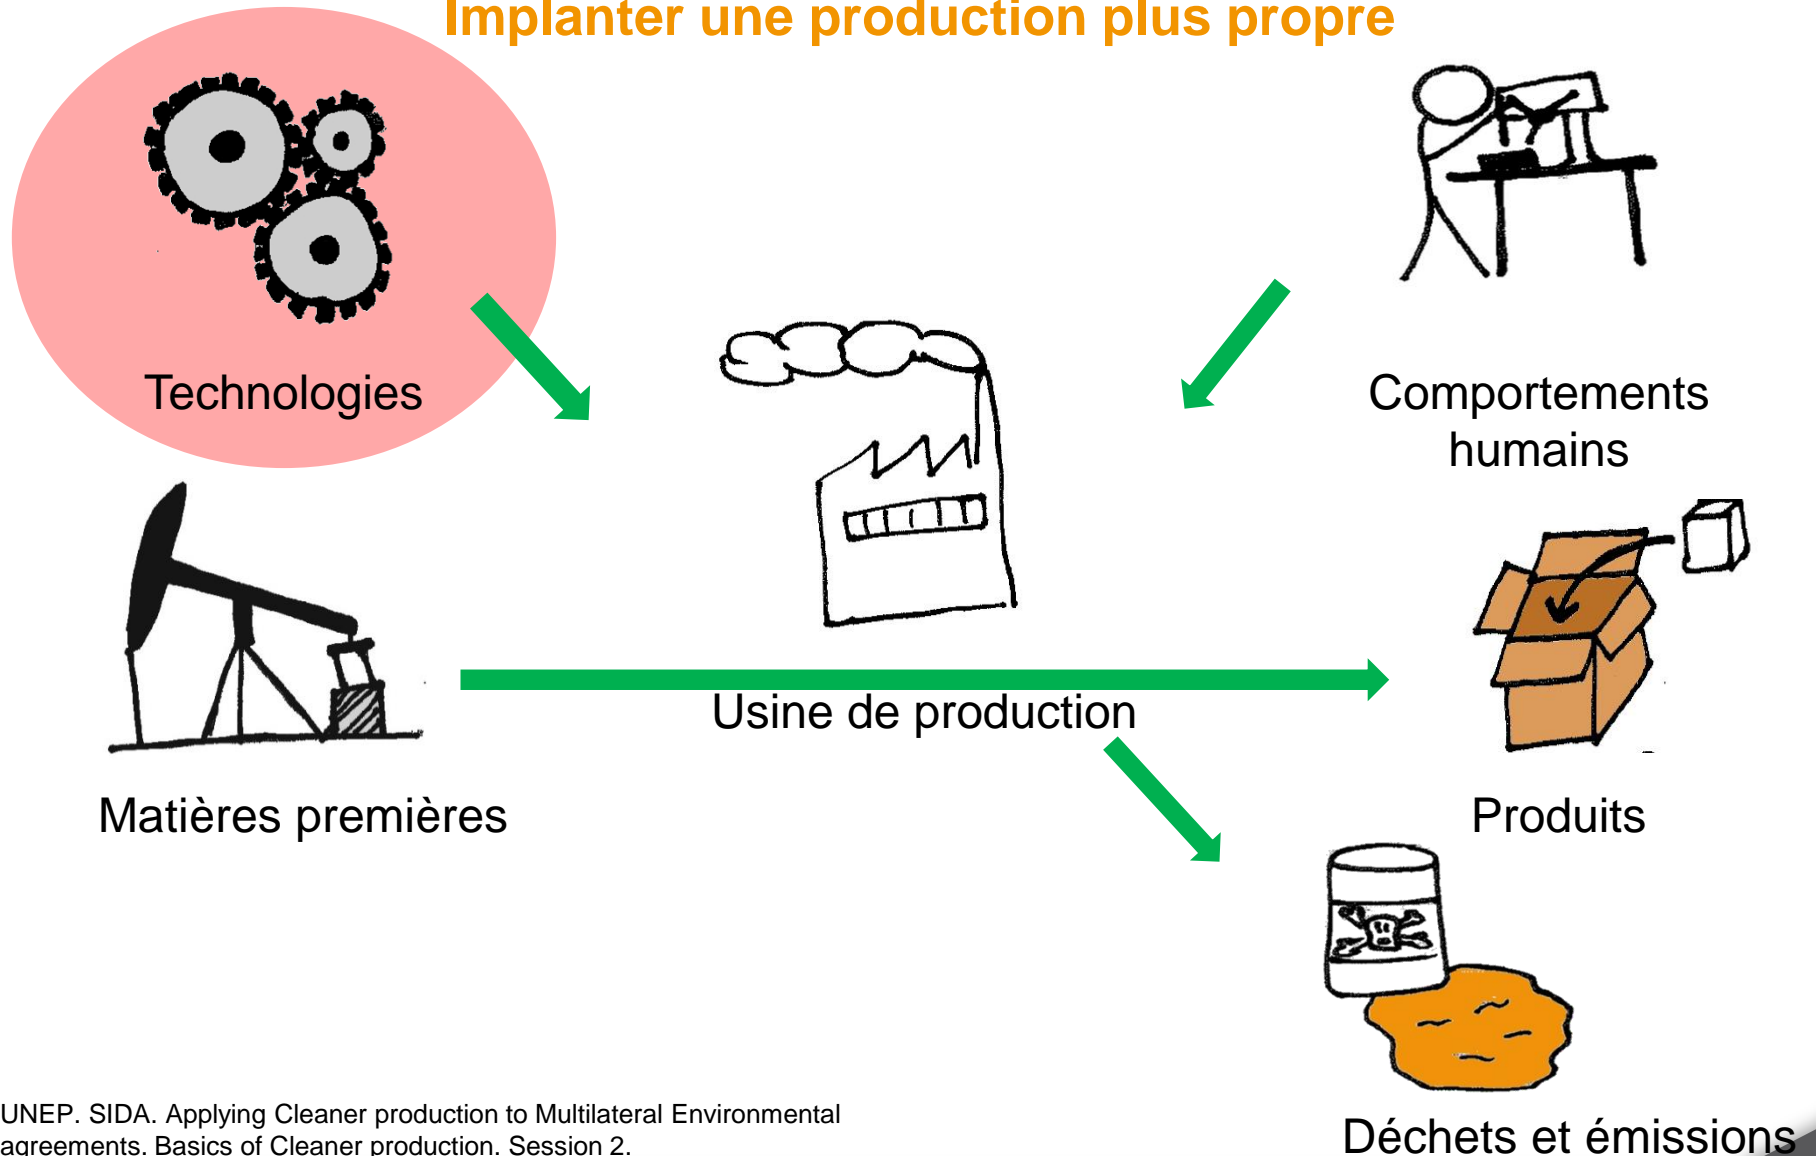 Implanter une production plus propre
Technologies
Comportements
humains
Usine de production
Matières premières
Produits
Déchets et émissions
UNEP. SIDA. Applying Cleaner production to Multilateral Environmental
agreements. Basics of Cleaner production. Session 2.